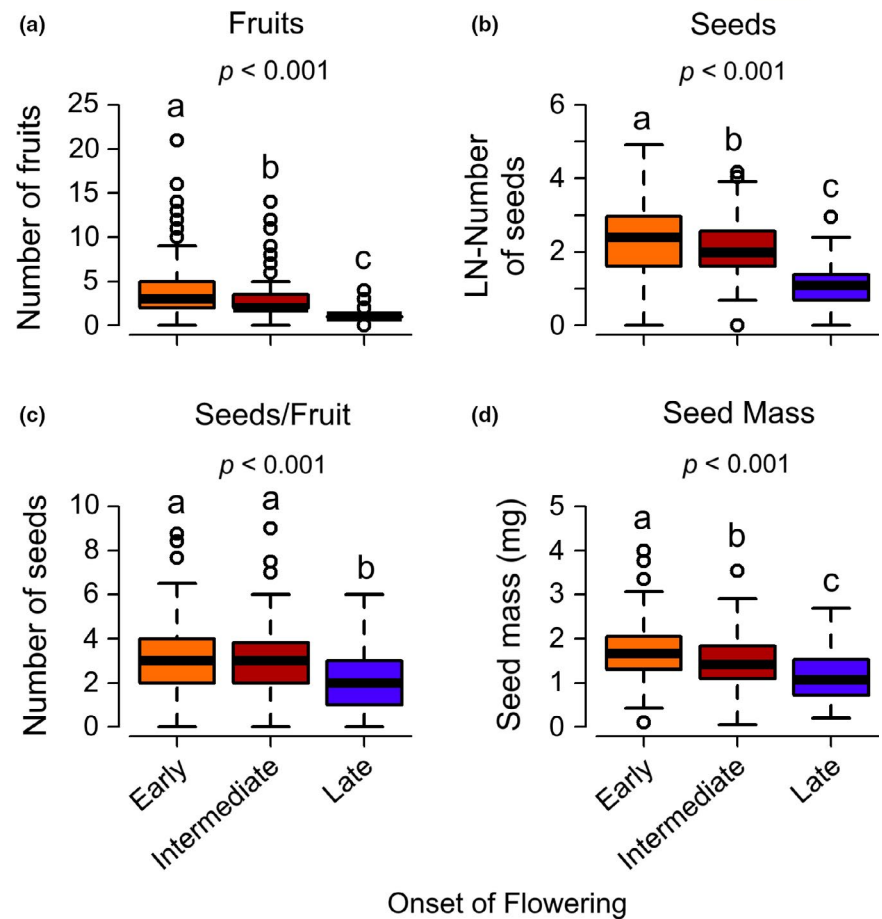 (a)
Fruits
p < 0.001
Number of fruits
25
20
15
10
5
0
a
b
c
(b)
Seeds
p < 0.001
LN-Number
of seeds
6
4
2
0
a
b
c
(c)
Seeds/Fruit
p < 0.001
Number of seeds
10
8
6
4
2
0
a
a
b
Early
Intermediate
Late
(d)
Seed Mass
p < 0.001
Seed mass (mg)
5
4
3
2
1
0
a
b
c
Early
Intermediate
Late
Onset of Flowering